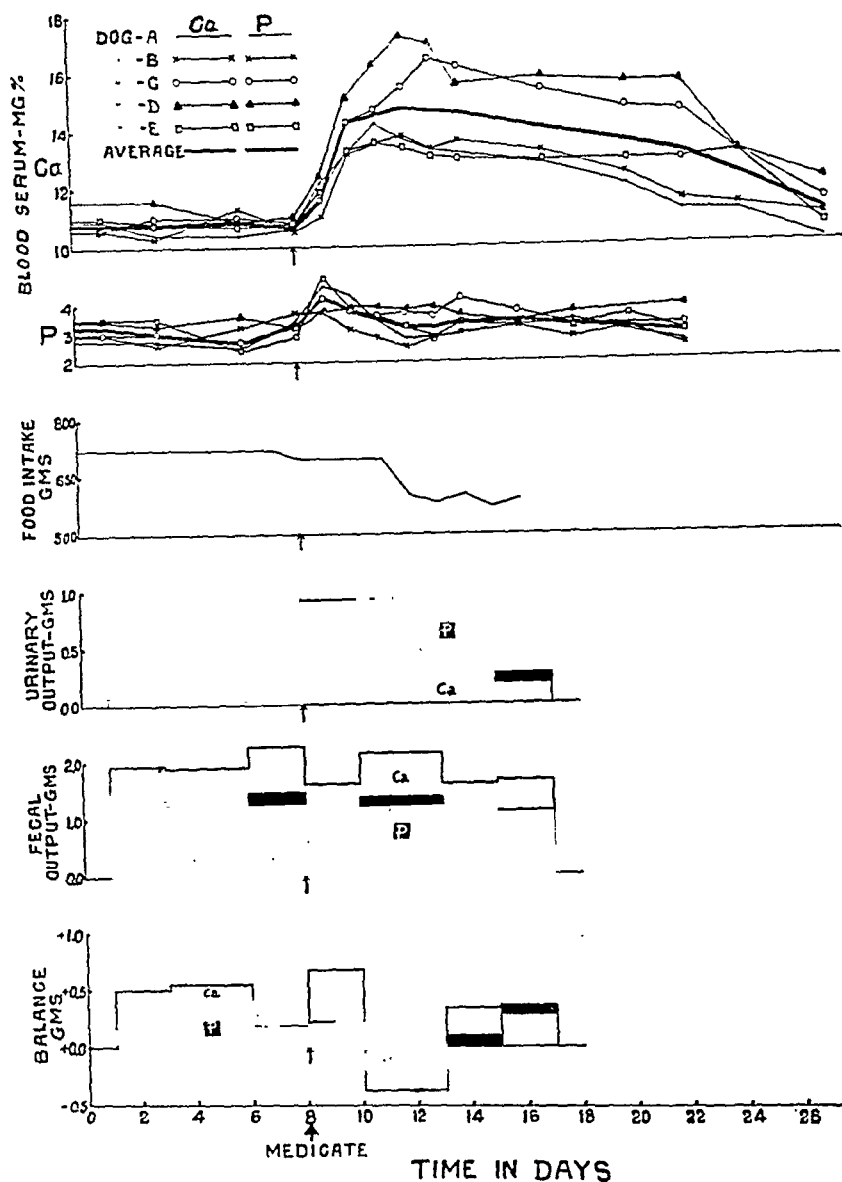 Ca P
DOG-A
" -B
" -C
" -D
" -E
AVERAGE
18
16
14
12
10
BLOOD SERUM-MG%
Ca
4
3
2
P
800
650
500
FOOD INTAKE
GMS
1.0
0.5
0.0
URINARY
OUTPUT-GMS
P
Ca
2.0
1.0
0.0
FECAL
OUTPUT-GMS
Ca
P
+1.0
+0.5
+0.0
-0.5
BALANCE
GMS
Ca
P
0 2 4 6 8 10 12 14 16 18 20 22 24 26
MEDICATE
TIME IN DAYS